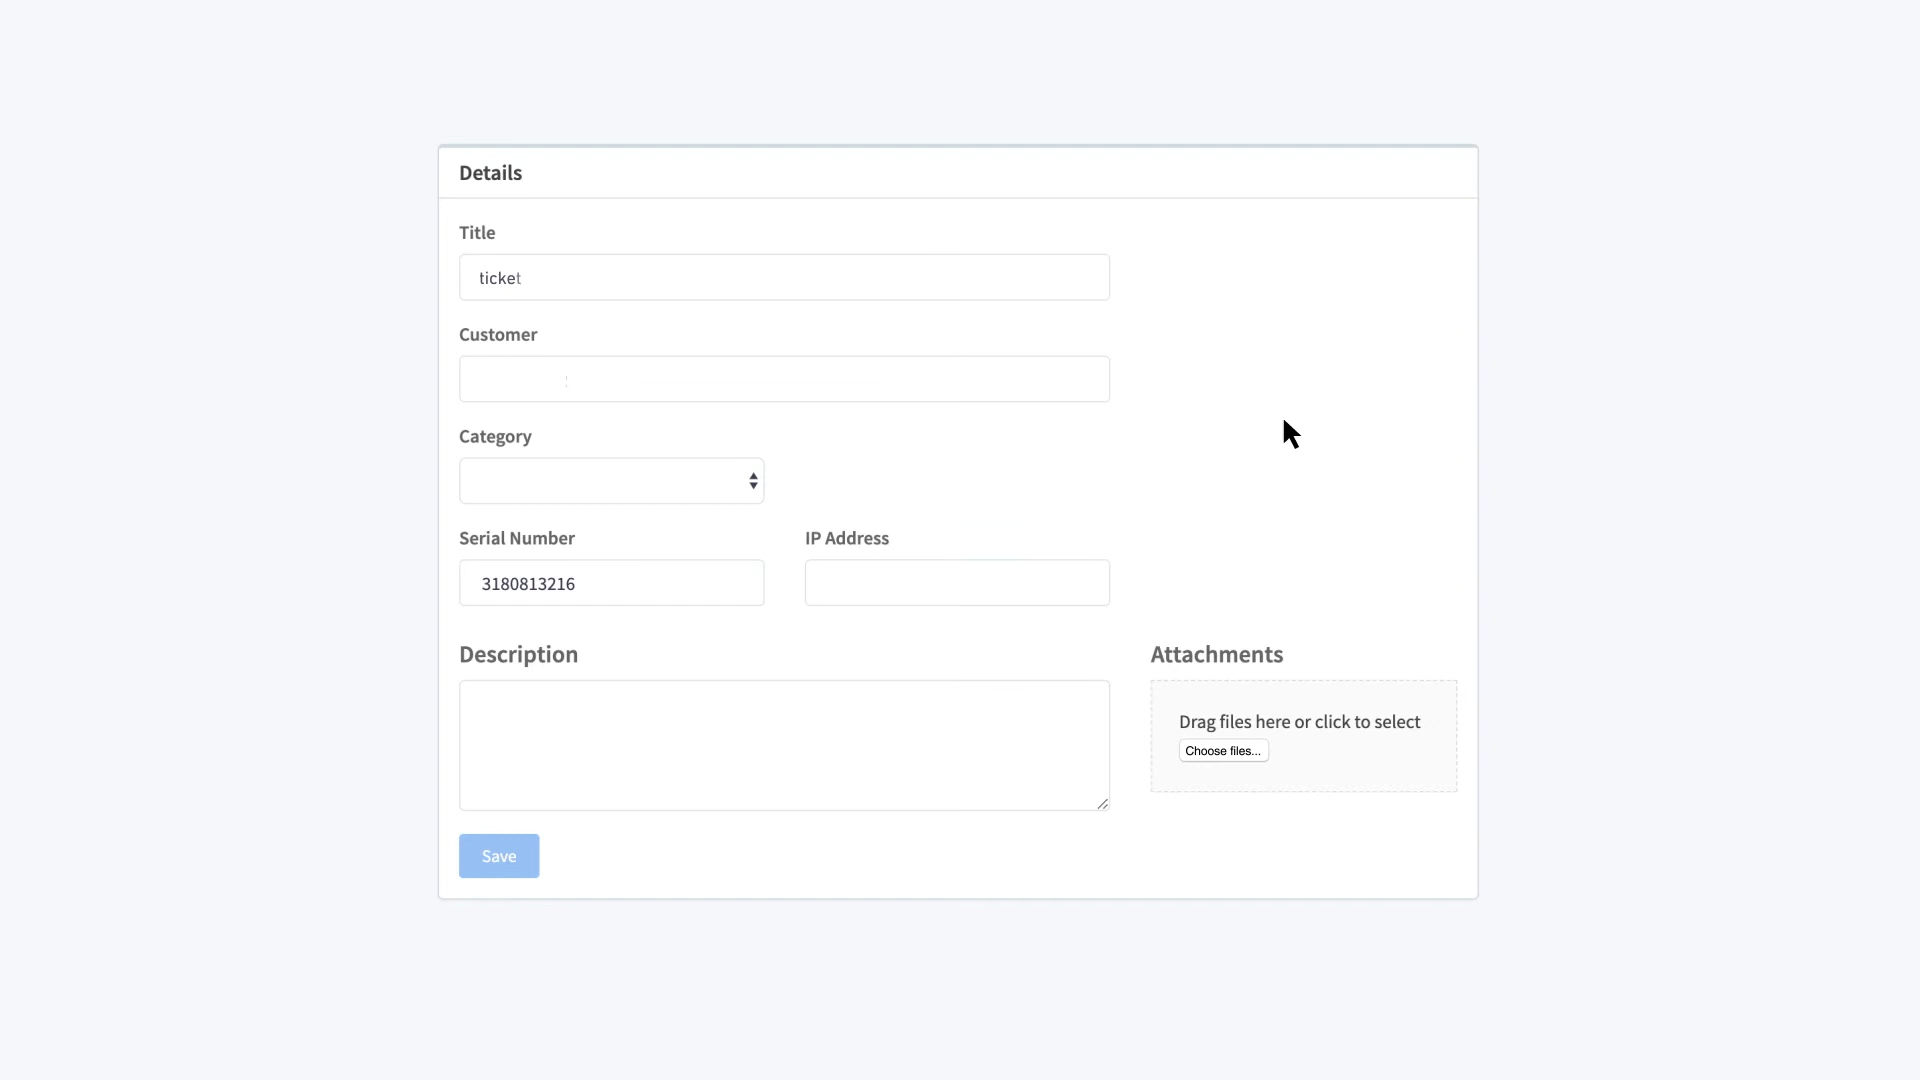 Details
Title
ticket
Customer
Category
Serial Number IP Address
3180813216
Description Attachments
Drag files here or click to select
Choose files...
Save